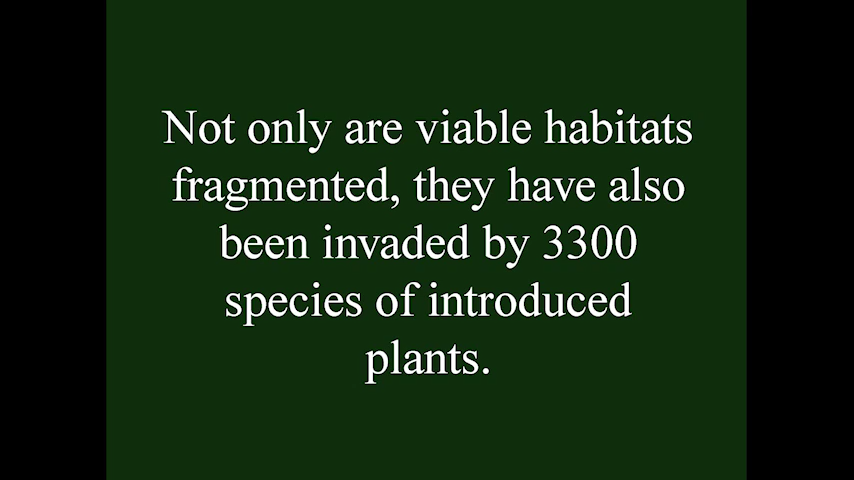 Not only are viable habitats
fragmented, they have also
been invaded by 3300
species of introduced
plants.